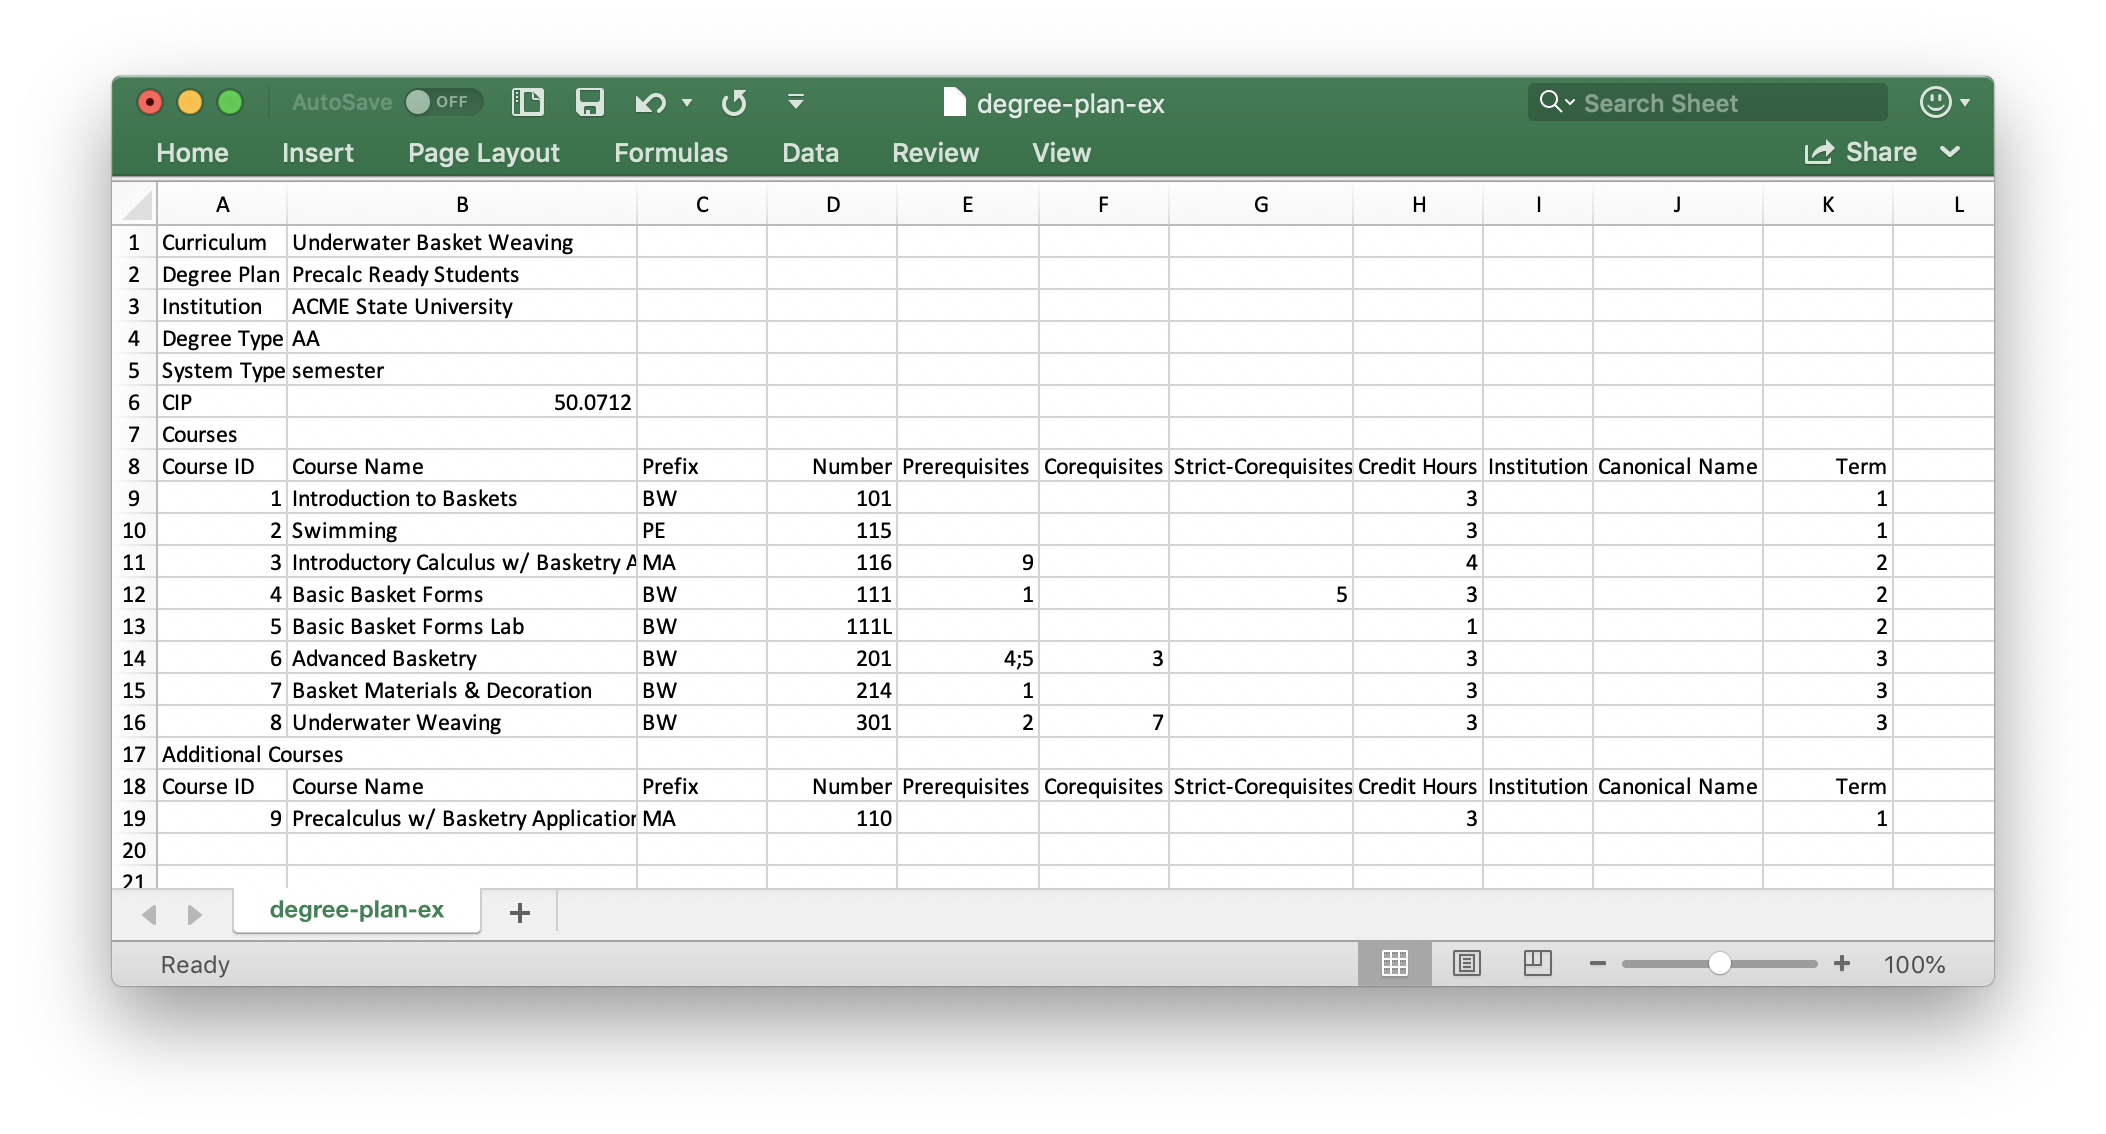 AutoSave OFF degree-plan-ex Search Sheet
Home Insert Page Layout Formulas Data Review View Share
A B C D E F G H I J K L
1 Curriculum Underwater Basket Weaving
2 Degree Plan Precalc Ready Students
3 Institution ACME State University
4 Degree Type AA
5 System Type semester
6 CIP 50.0712
7 Courses
8 Course ID Course Name Prefix Number Prerequisites Corequisites Strict-Corequisites Credit Hours Institution Canonical Name Term
9 1 Introduction to Baskets BW 101 3 1
10 2 Swimming PE 115 3 1
11 3 Introductory Calculus w/ Basketry A MA 116 9 4 2
12 4 Basic Basket Forms BW 111 1 5 3 2
13 5 Basic Basket Forms Lab BW 111L 1 2
14 6 Advanced Basketry BW 201 4;5 3 3 3
15 7 Basket Materials & Decoration BW 214 1 3 3
16 8 Underwater Weaving BW 301 2 7 3 3
17 Additional Courses
18 Course ID Course Name Prefix Number Prerequisites Corequisites Strict-Corequisites Credit Hours Institution Canonical Name Term
19 9 Precalculus w/ Basketry Application MA 110 3 1
20
21
degree-plan-ex
Ready 100%